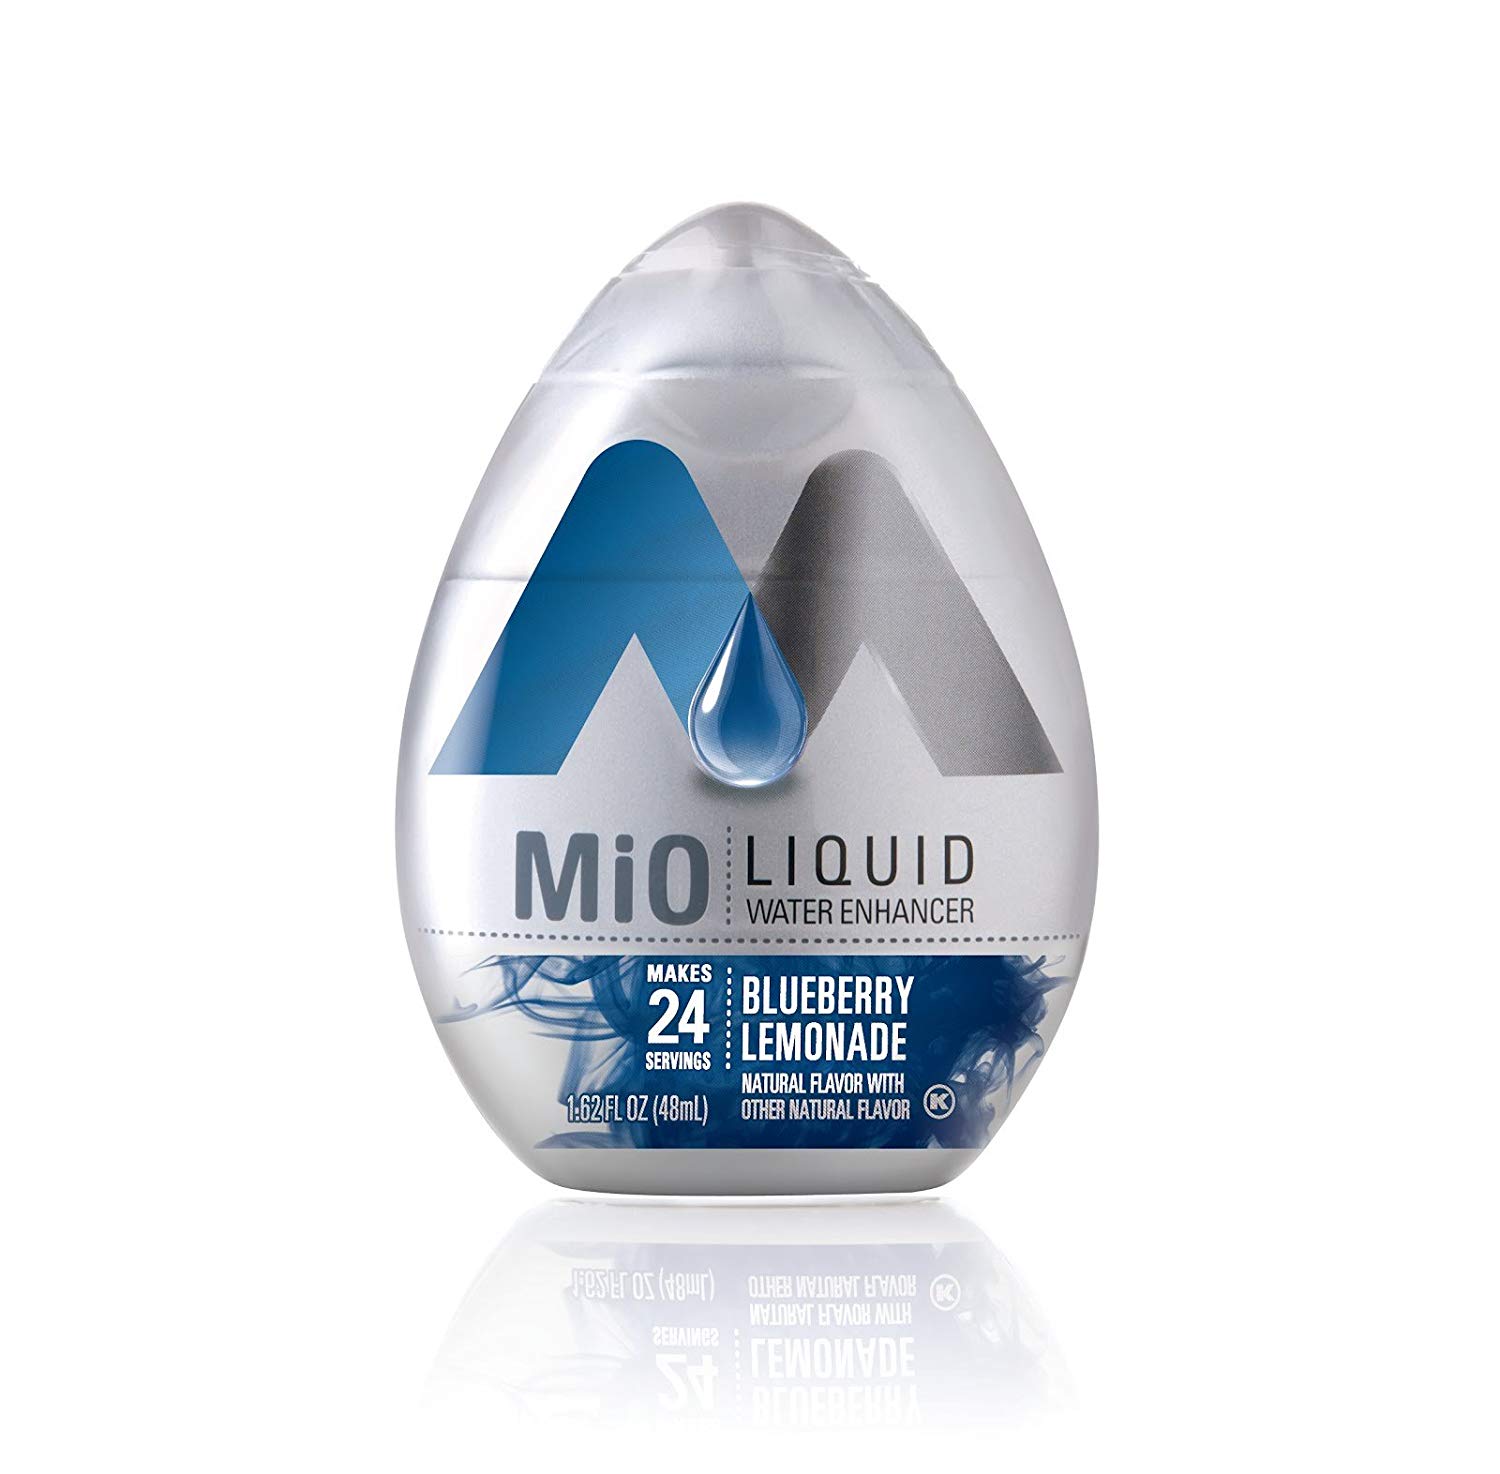 MiO
LIQUID
WATER ENHANCER
MAKES
24
SERVINGS
BLUEBERRY
LEMONADE
NATURAL FLAVOR WITH
OTHER NATURAL FLAVOR
K
1.62 FL OZ (48mL)